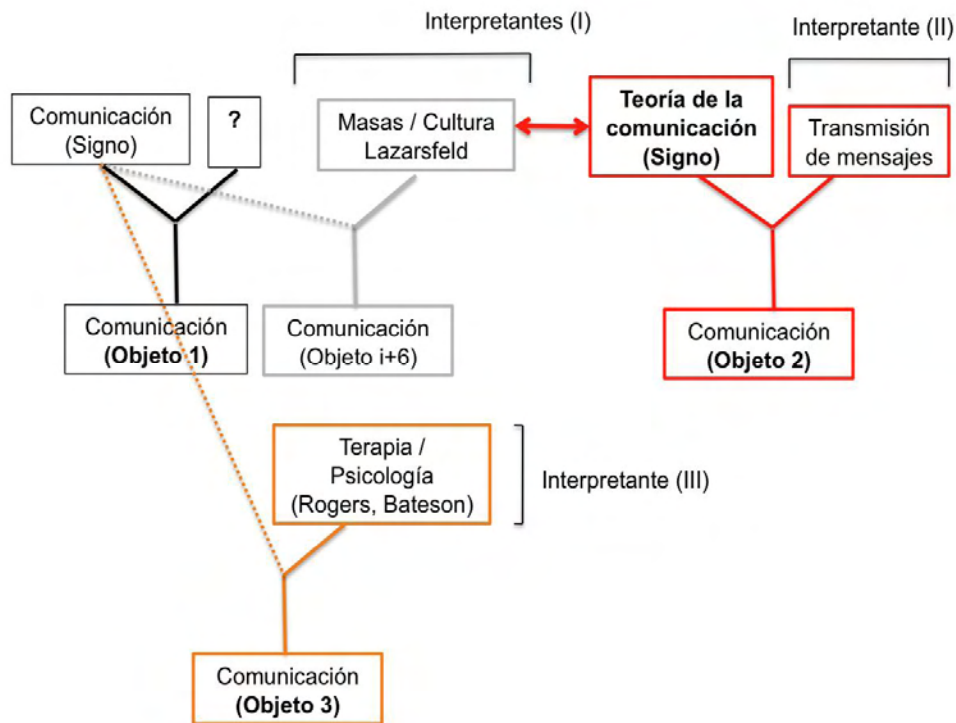 Interpretantes (I)
Interpretante (II)
Comunicación
(Signo)
?
Masas / Cultura
Lazarsfeld
Teoría de la
comunicación
(Signo)
Transmisión
de mensajes
Comunicación
(Objeto 1)
Comunicación
(Objeto i+6)
Comunicación
(Objeto 2)
Terapia /
Psicología
(Rogers, Bateson)
Interpretante (III)
Comunicación
(Objeto 3)